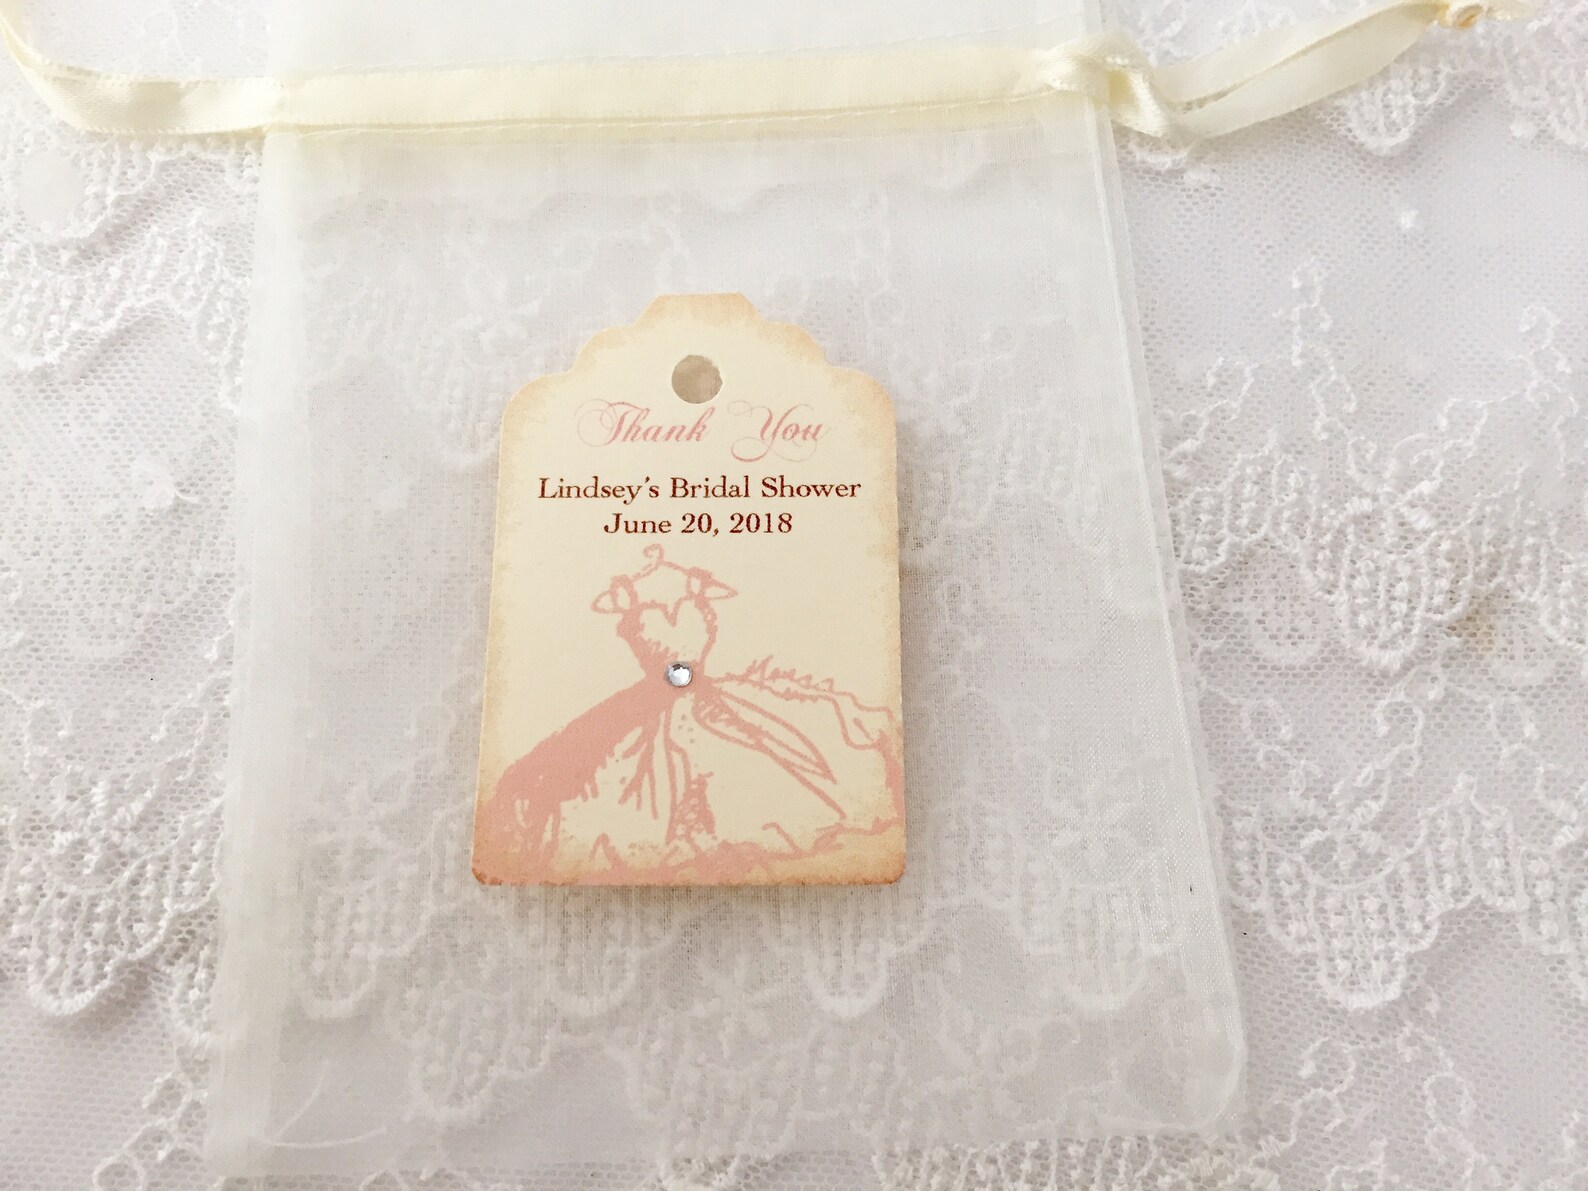 Thank You
Lindsey's Bridal Shower
June 20, 2018